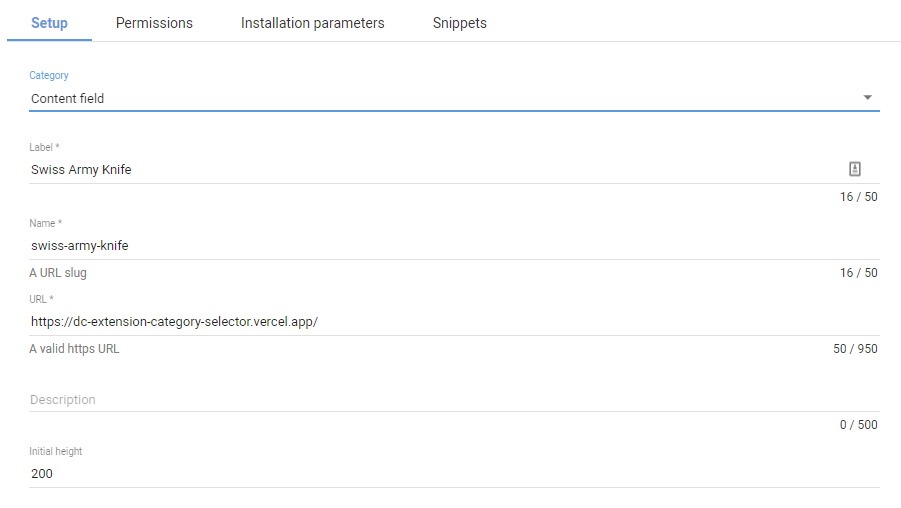 Setup Permissions Installation parameters Snippets
Category
Content field
Label *
Swiss Army Knife
16 / 50
Name *
swiss-army-knife
A URL slug 16 / 50
URL *
https://dc-extension-category-selector.vercel.app/
A valid https URL 50 / 950
Description
0 / 500
Initial height
200